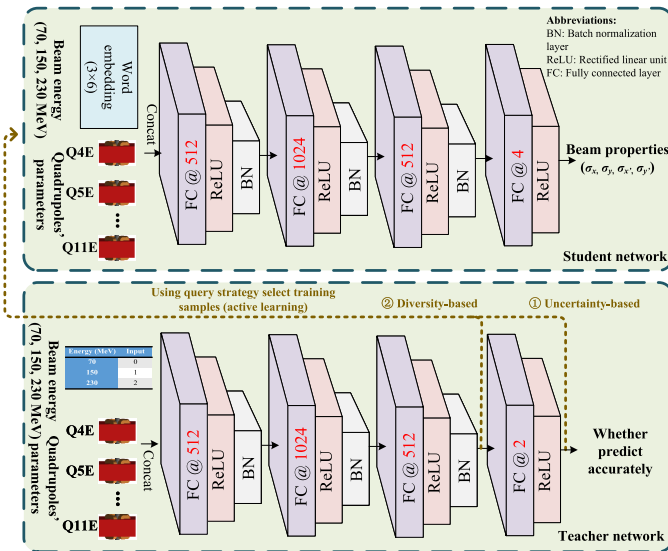 Abbreviations:
BN: Batch normalization
layer
ReLU: Rectified linear unit
FC: Fully connected layer
Beam energy
(70, 150, 230 MeV)
Word
embedding
(3×6)
Quadrupoles'
parameters
Q4E
Q5E
...
Q11E
Concat
FC @ 512
ReLU
BN
FC @ 1024
ReLU
BN
FC @ 512
ReLU
BN
FC @ 4
ReLU
Beam properties
(σx, σy, σx', σy')
Student network
Using query strategy select training
samples (active learning)
② Diversity-based
① Uncertainty-based
Beam energy
(70, 150, 230 MeV)
Energy (MeV) Input
70 0
150 1
230 2
Quadrupoles'
parameters
Q4E
Q5E
...
Q11E
Concat
FC @ 512
ReLU
BN
FC @ 1024
ReLU
BN
FC @ 512
ReLU
BN
FC @ 2
ReLU
Whether
predict
accurately
Teacher network